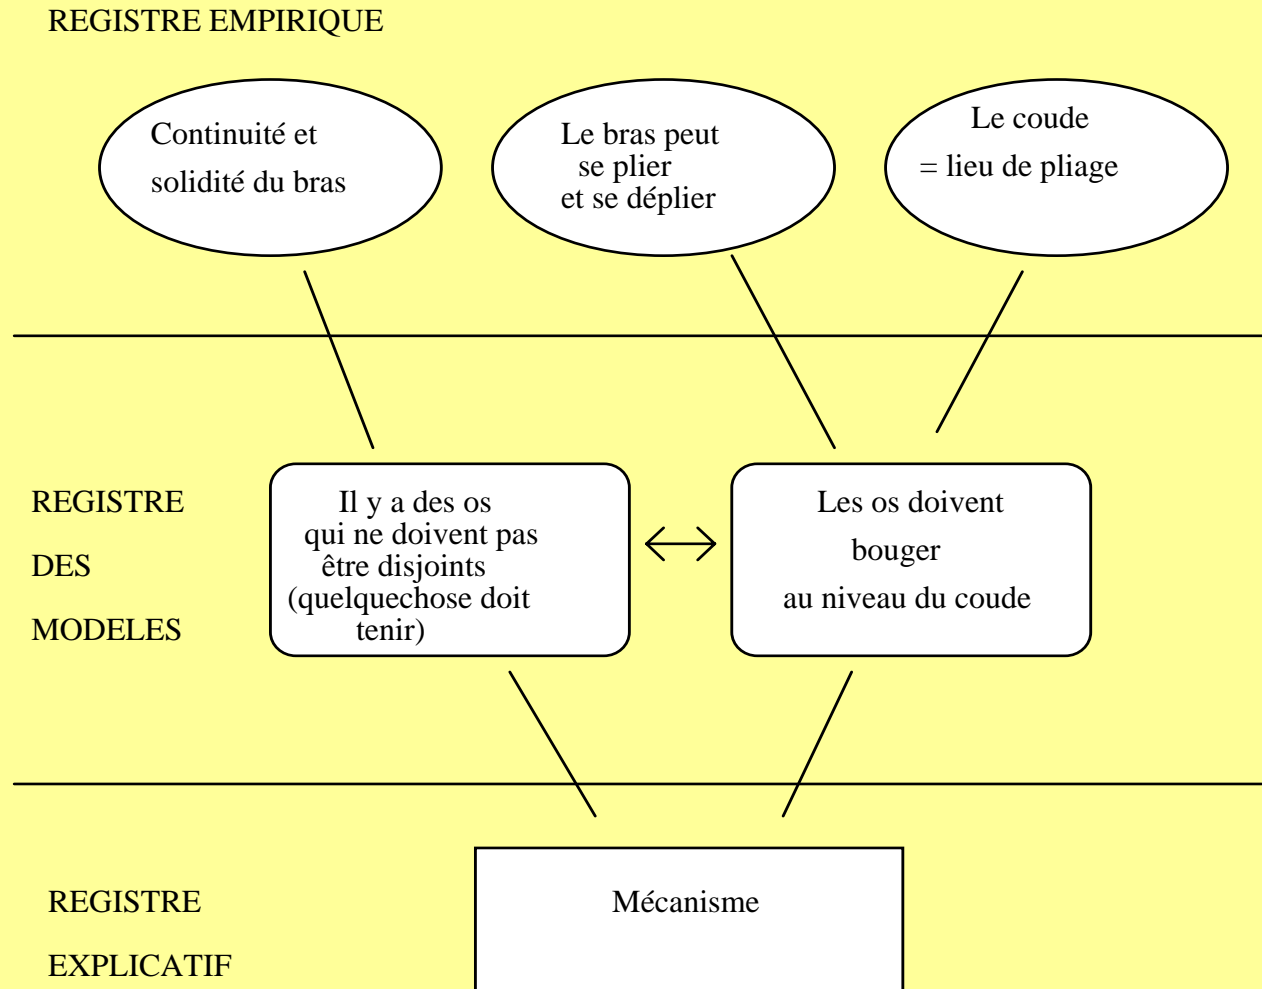 REGISTRE EMPIRIQUE
Continuité et
solidité du bras
Le bras peut
se plier
et se déplier
Le coude
= lieu de pliage
REGISTRE
DES
MODELES
Il y a des os
qui ne doivent pas
être disjoints
(quelquechose doit
tenir)
Les os doivent
bouger
au niveau du coude
REGISTRE
EXPLICATIF
Mécanisme